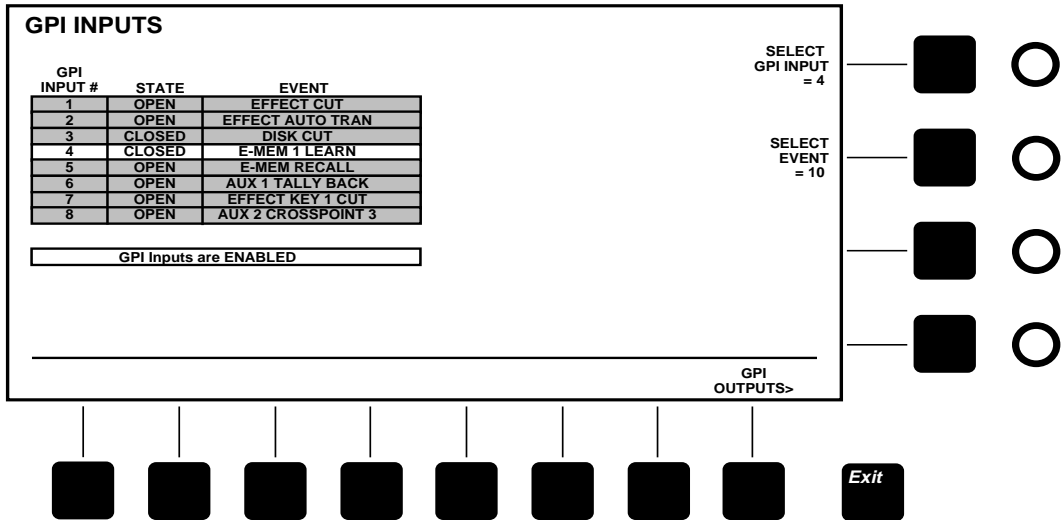 GPI INPUTS
SELECT
GPI INPUT
= 4
GPI
INPUT # STATE EVENT
1 OPEN EFFECT CUT
2 OPEN EFFECT AUTO TRAN
3 CLOSED DISK CUT
4 CLOSED E-MEM 1 LEARN
5 OPEN E-MEM RECALL
6 OPEN AUX 1 TALLY BACK
7 OPEN EFFECT KEY 1 CUT
8 OPEN AUX 2 CROSSPOINT 3
SELECT
EVENT
= 10
GPI Inputs are ENABLED
GPI
OUTPUTS>
Exit